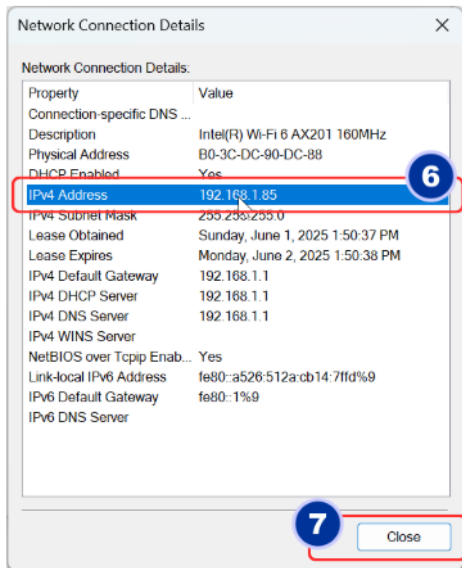 Network Connection Details
Network Connection Details:
Property Value
Connection-specific DNS ...
Description Intel(R) Wi-Fi 6 AX201 160MHz
Physical Address B0-3C-DC-90-DC-88
DHCP Enabled Yes
6
IPv4 Address 192.168.1.85
IPv4 Subnet Mask 255.255.255.0
Lease Obtained Sunday, June 1, 2025 1:50:37 PM
Lease Expires Monday, June 2, 2025 1:50:38 PM
IPv4 Default Gateway 192.168.1.1
IPv4 DHCP Server 192.168.1.1
IPv4 DNS Server 192.168.1.1
IPv4 WINS Server
NetBIOS over Tcpip Enab... Yes
Link-local IPv6 Address fe80::a526:512a:cb14:7ffd%9
IPv6 Default Gateway fe80::1%9
IPv6 DNS Server
7
Close